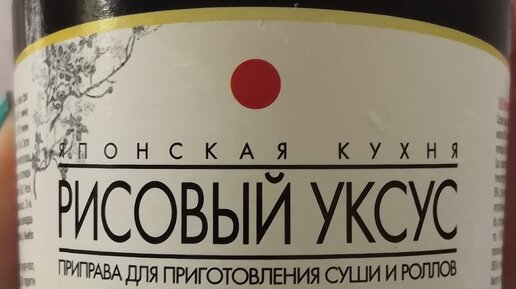 ЯПОНСКАЯ КУХНЯ
РИСОВЫЙ УКСУС
ПРИПРАВА ДЛЯ ПРИГОТОВЛЕНИЯ СУШИ И РОЛЛОВ